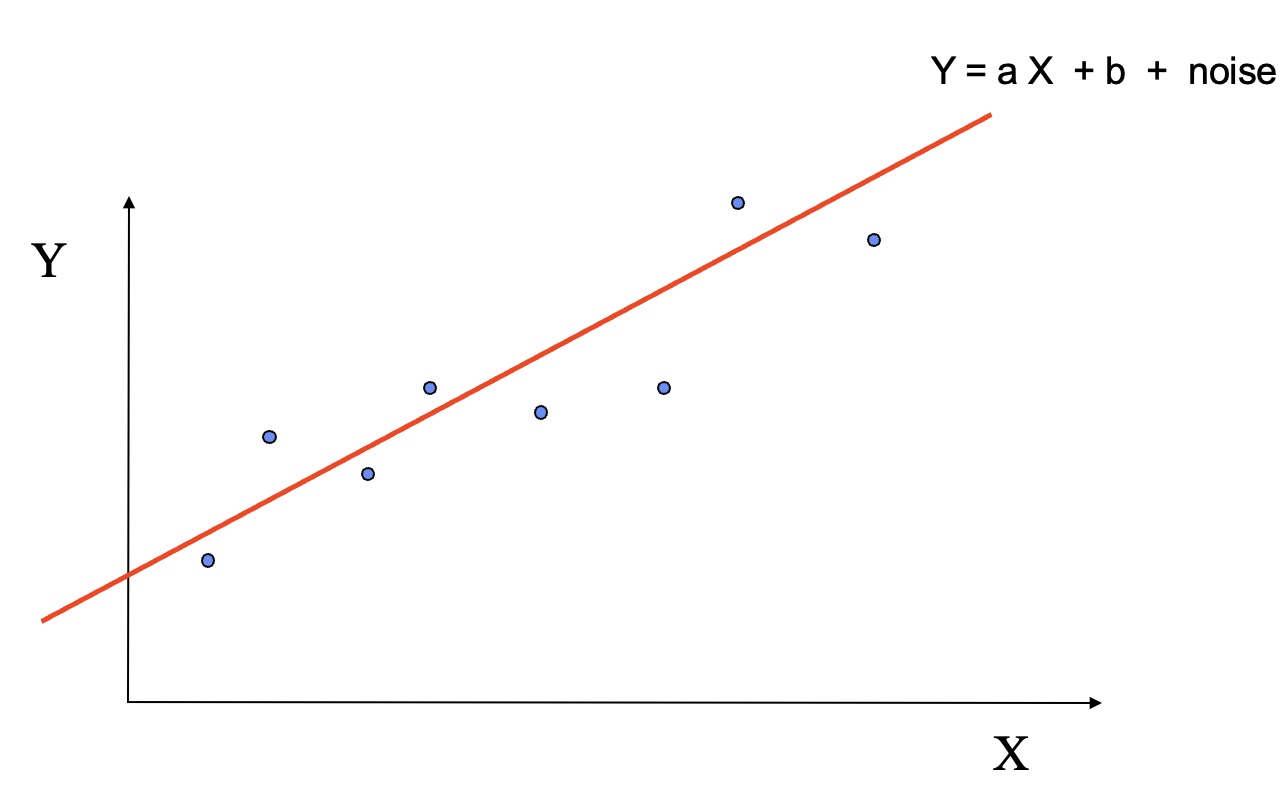 Y = a X + b + noise
Y
X